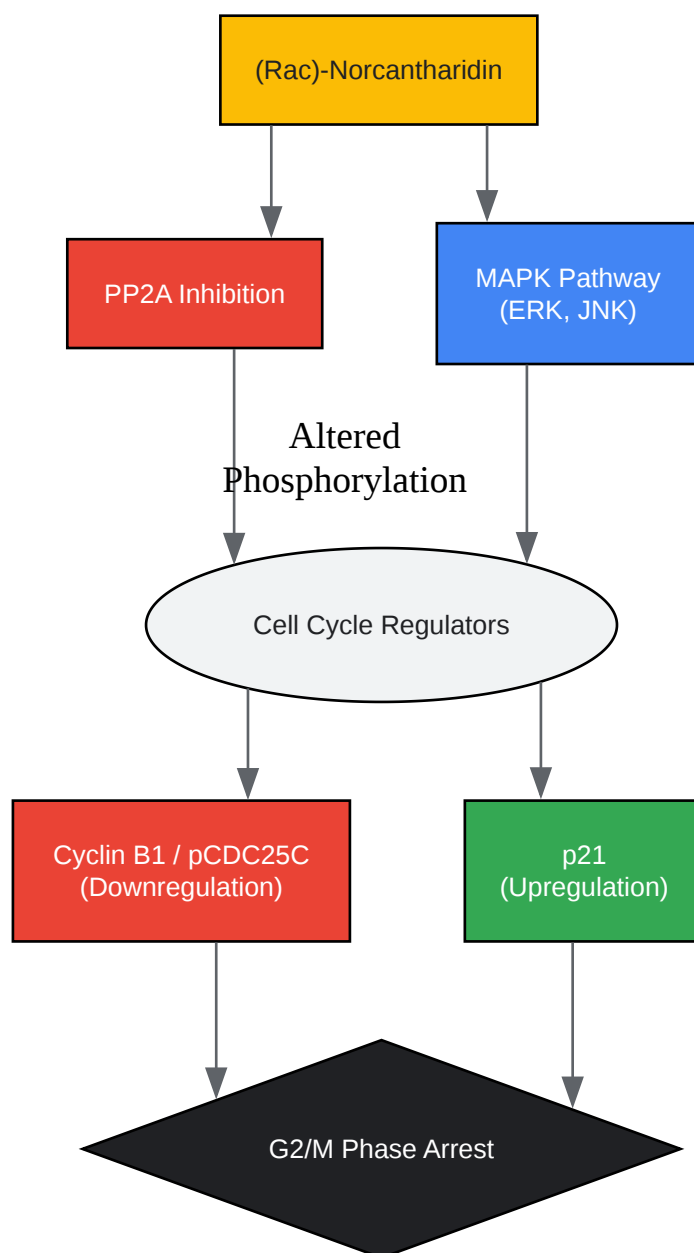 (Rac)-Norcantharidin
PP2A Inhibition
MAPK Pathway
(ERK, JNK)
Altered
Phosphorylation
Cell Cycle Regulators
Cyclin B1 / pCDC25C
(Downregulation)
p21
(Upregulation)
G2/M Phase Arrest